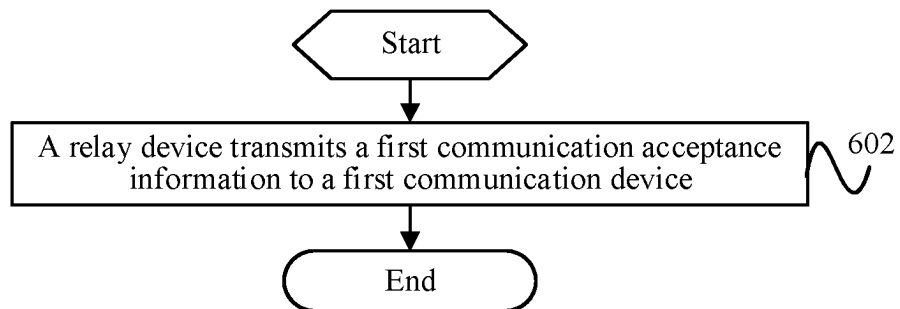 Start
A relay device transmits a first communication acceptance
information to a first communication device
602
End